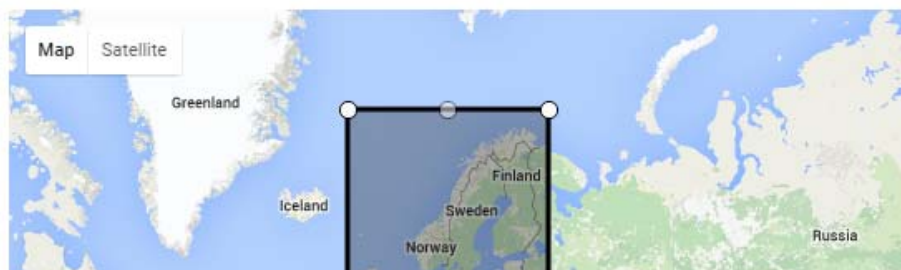 Map Satellite
Greenland
Finland
Iceland
Sweden
Norway
Russia